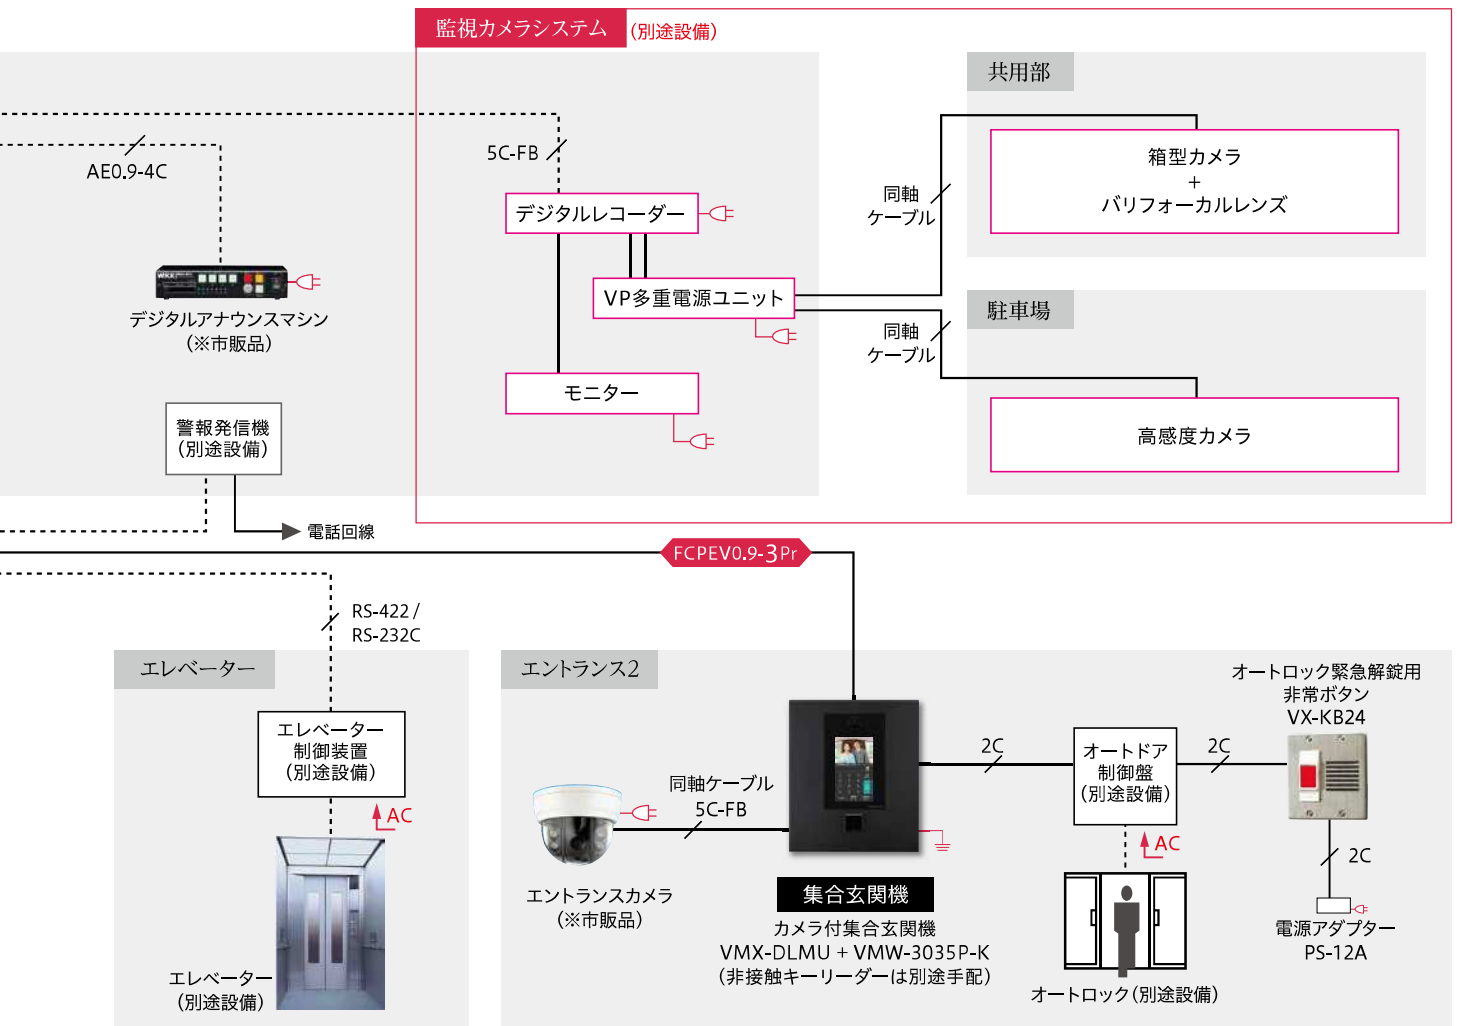 監視カメラシステム (別途設備)
共用部
箱型カメラ
+
バリフォーカルレンズ
同軸
ケーブル
5C-FB
AE0.9-4C
デジタルレコーダー
VP多重電源ユニット
デジタルアナウンスマシン
(※市販品)
駐車場
同軸
ケーブル
高感度カメラ
モニター
警報発信機
(別途設備)
電話回線
FCPEV0.9-3Pr
RS-422 /
RS-232C
エレベーター
エレベーター
制御装置
(別途設備)
AC
エレベーター
(別途設備)
エントランス2
同軸ケーブル
5C-FB
エントランスカメラ
(※市販品)
集合玄関機
カメラ付集合玄関機
VMX-DLMU + VMW-3035P-K
(非接触キーリーダーは別途手配)
2C
オートドア
制御盤
(別途設備)
AC
オートロック(別途設備)
2C
オートロック緊急解錠用
非常ボタン
VX-KB24
2C
電源アダプター
PS-12A